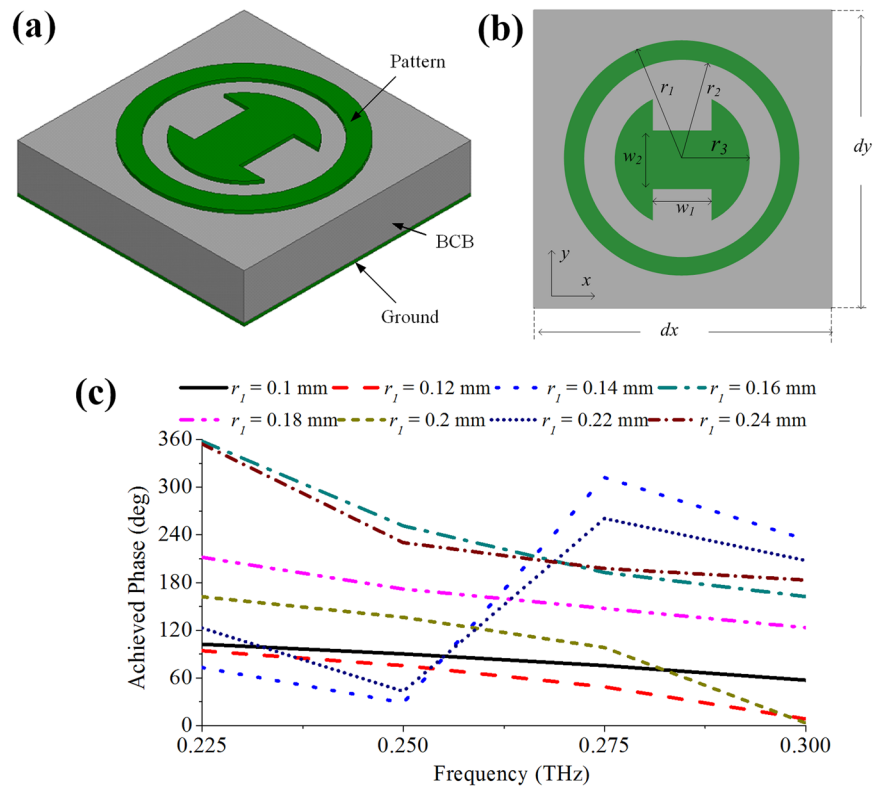 (a)
Pattern
BCB
Ground
(b)
r1
r2
r3
w2
w1
dy
y
x
dx
(c)
r1 = 0.1 mm r1 = 0.12 mm r1 = 0.14 mm r1 = 0.16 mm
r1 = 0.18 mm r1 = 0.2 mm r1 = 0.22 mm r1 = 0.24 mm
360
300
240
180
120
60
0
Achieved Phase (deg)
0.225 0.250 0.275 0.300
Frequency (THz)